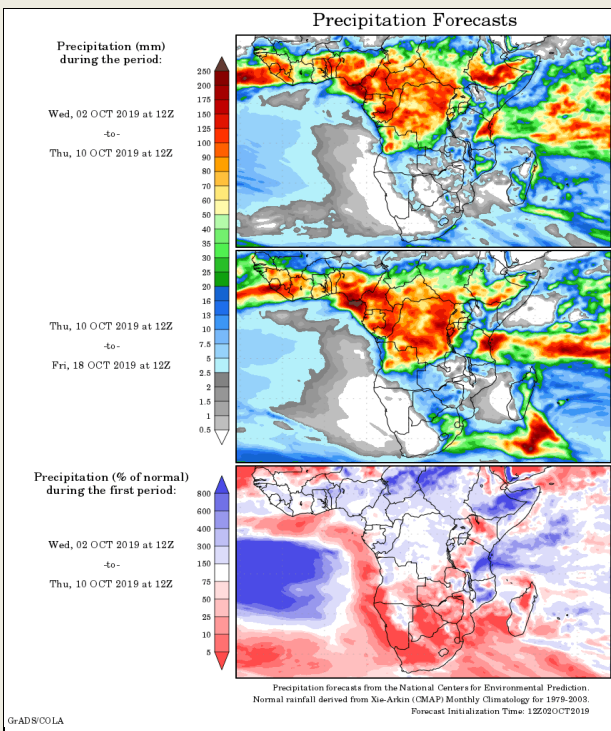 Precipitation Forecasts
Precipitation (mm)
during the period:
Wed, 02 OCT 2019 at 12Z
-to-
Thu, 10 OCT 2019 at 12Z
250
200
175
150
125
100
90
80
70
60
50
40
35
30
25
20
16
13
10
7.5
5
2.5
2
1.5
1
0.5
Thu, 10 OCT 2019 at 12Z
-to-
Fri, 18 OCT 2019 at 12Z
Precipitation (% of normal)
during the first period:
Wed, 02 OCT 2019 at 12Z
-to-
Thu, 10 OCT 2019 at 12Z
800
600
400
300
150
75
50
25
10
5
Precipitation forecasts from the National Centers for Environmental Prediction.
Normal rainfall derived from Xie-Arkin (CMAP) Monthly Climatology for 1979-2003.
Forecast Initialization Time: 12Z02OCT2019
GrADS/COLA